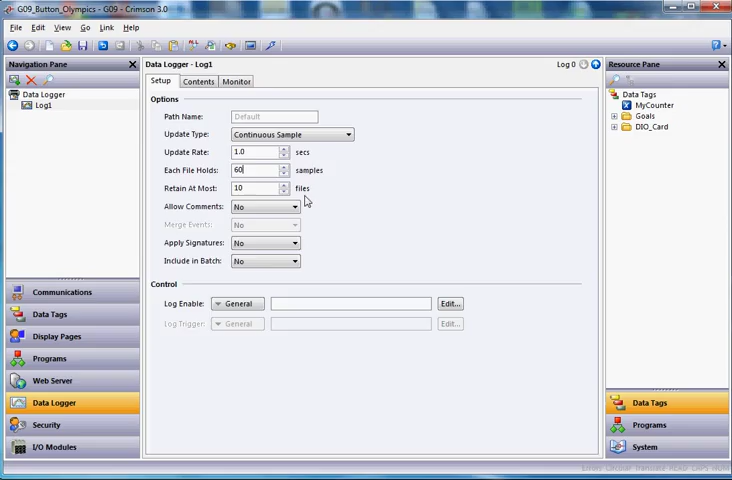 G09_Button_Olympics - G09 - Crimson 3.0
File Edit View Go Link Help
Navigation Pane
Data Logger
Log1
Communications
Data Tags
Display Pages
Programs
Web Server
Data Logger
Security
I/O Modules
Data Logger - Log1
Log 0
Setup Contents Monitor
Options
Path Name: Default
Update Type: Continuous Sample
Update Rate: 1.0 secs
Each File Holds: 60 samples
Retain At Most: 10 files
Allow Comments: No
Merge Events: No
Apply Signatures: No
Include in Batch: No
Control
Log Enable: General Edit...
Log Trigger: General Edit...
Resource Pane
Data Tags
MyCounter
Goals
DIO_Card
Data Tags
Programs
System